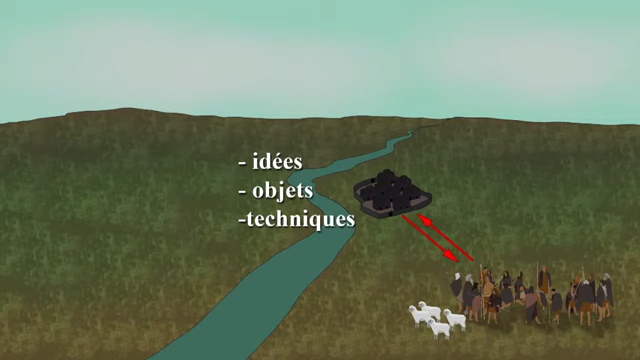 - idées
- objets
-techniques